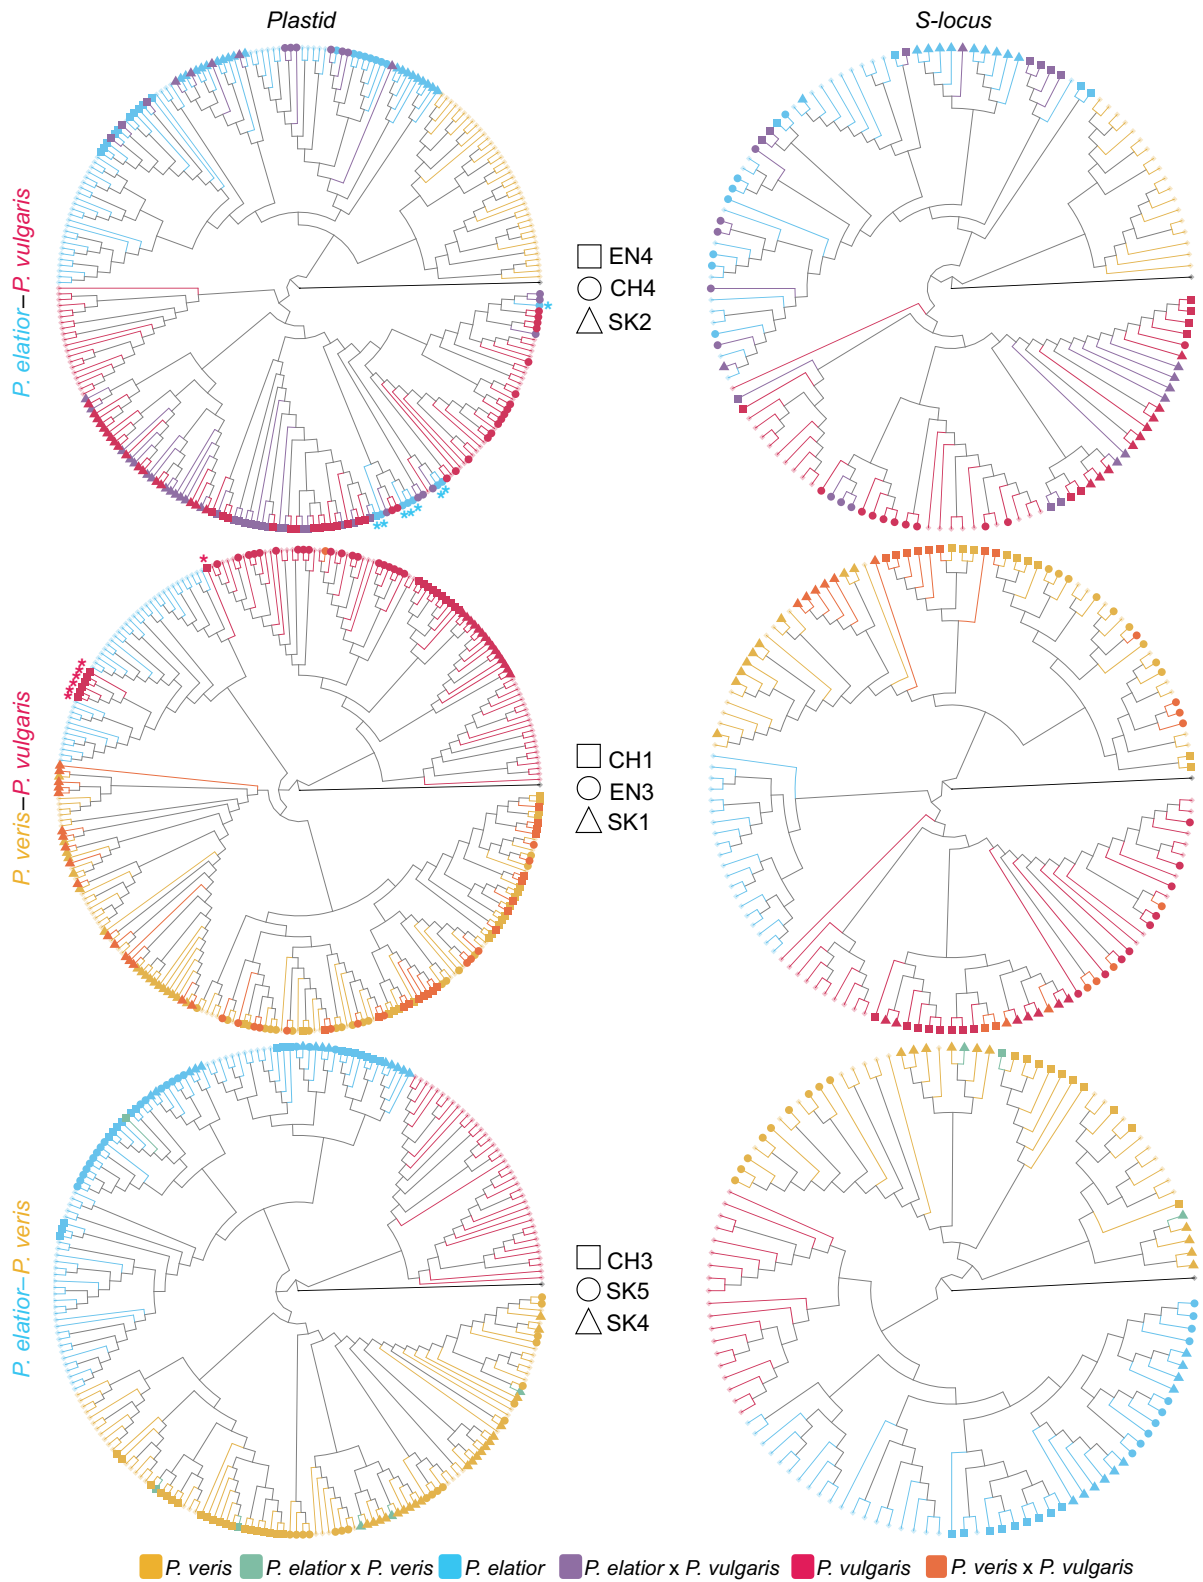 Plastid S-locus
P. elatior–P. vulgaris
EN4
CH4
SK2
P. veris–P. vulgaris
CH1
EN3
SK1
P. elatior–P. veris
CH3
SK5
SK4
P. veris P. elatior x P. veris P. elatior P. elatior x P. vulgaris P. vulgaris P. veris x P. vulgaris